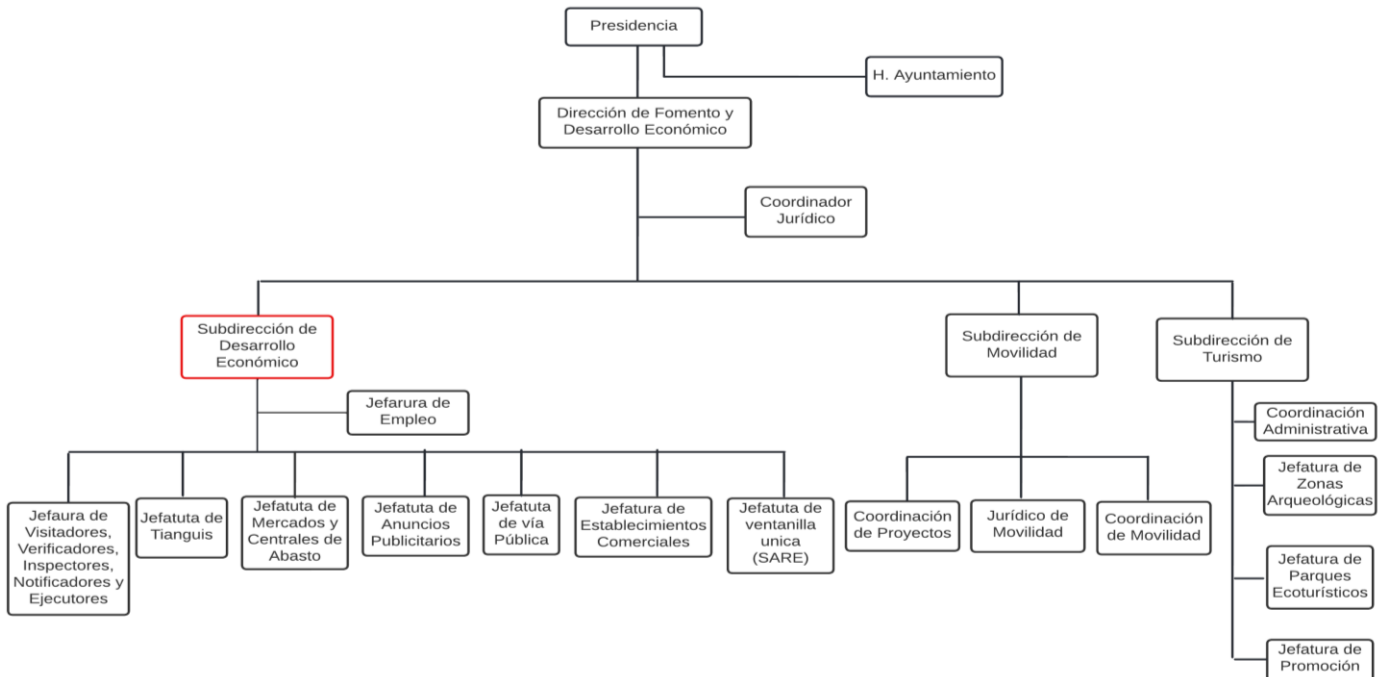 Presidencia
H. Ayuntamiento
Dirección de Fomento y
Desarrollo Económico
Coordinador
Jurídico
Subdirección de
Desarrollo
Económico
Subdirección de
Movilidad
Subdirección de
Turismo
Jefarura de
Empleo
Jefaura de
Visitadores,
Verificadores,
Inspectores,
Notificadores y
Ejecutores
Jefatuta de
Tianguis
Jefatuta de
Mercados y
Centrales de
Abasto
Jefatuta de
Anuncios
Publicitarios
Jefatuta
de vía
Pública
Jefatura de
Establecimientos
Comerciales
Jefatuta de
ventanilla
unica
(SARE)
Coordinación
de Proyectos
Jurídico de
Movilidad
Coordinación
de Movilidad
Coordinación
Administrativa
Jefatura de
Zonas
Arqueológicas
Jefatura de
Parques
Ecoturísticos
Jefatura de
Promoción